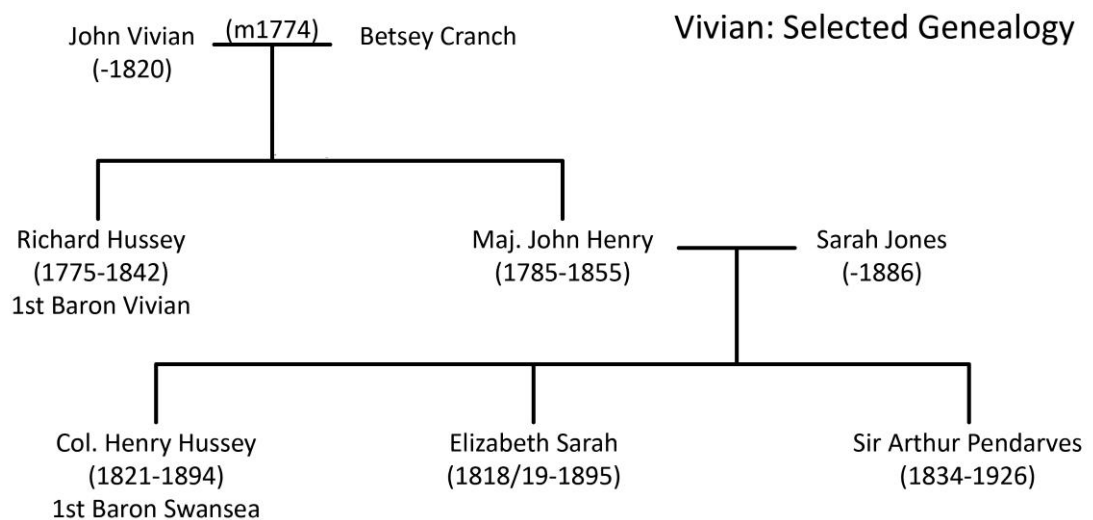 Vivian: Selected Genealogy
John Vivian (m1774) Betsey Cranch
(-1820)
Richard Hussey
(1775-1842)
1st Baron Vivian
Maj. John Henry
(1785-1855)
Sarah Jones
(-1886)
Col. Henry Hussey
(1821-1894)
1st Baron Swansea
Elizabeth Sarah
(1818/19-1895)
Sir Arthur Pendarves
(1834-1926)